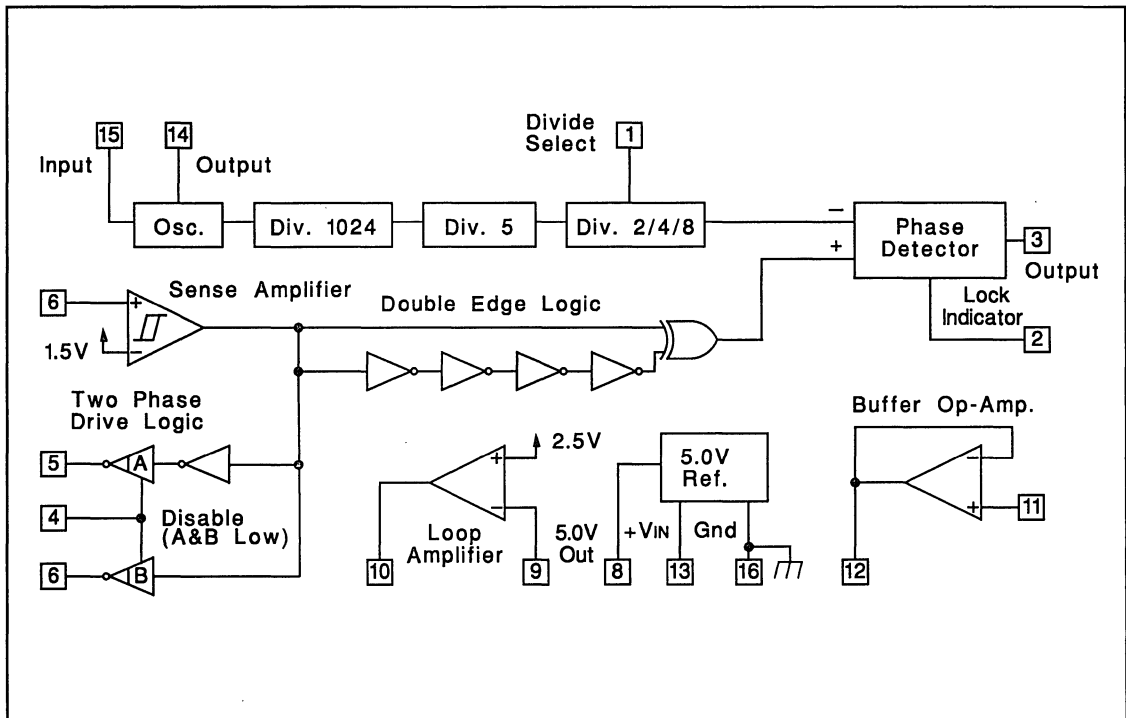 15
14
Divide
Select
1
Input
Output
Osc.
Div. 1024
Div. 5
Div. 2/4/8
−
+
Phase
Detector
3
Output
Lock
Indicator
2
6
+
−
1.5V
Sense Amplifier
Double Edge Logic
Two Phase
Drive Logic
5
A
4
Disable
(A&B Low)
6
B
+
−
2.5V
Loop
Amplifier
10
9
5.0V
Out
5.0V
Ref.
+VIN
Gnd
8
13
16
Buffer Op-Amp.
−
+
11
12